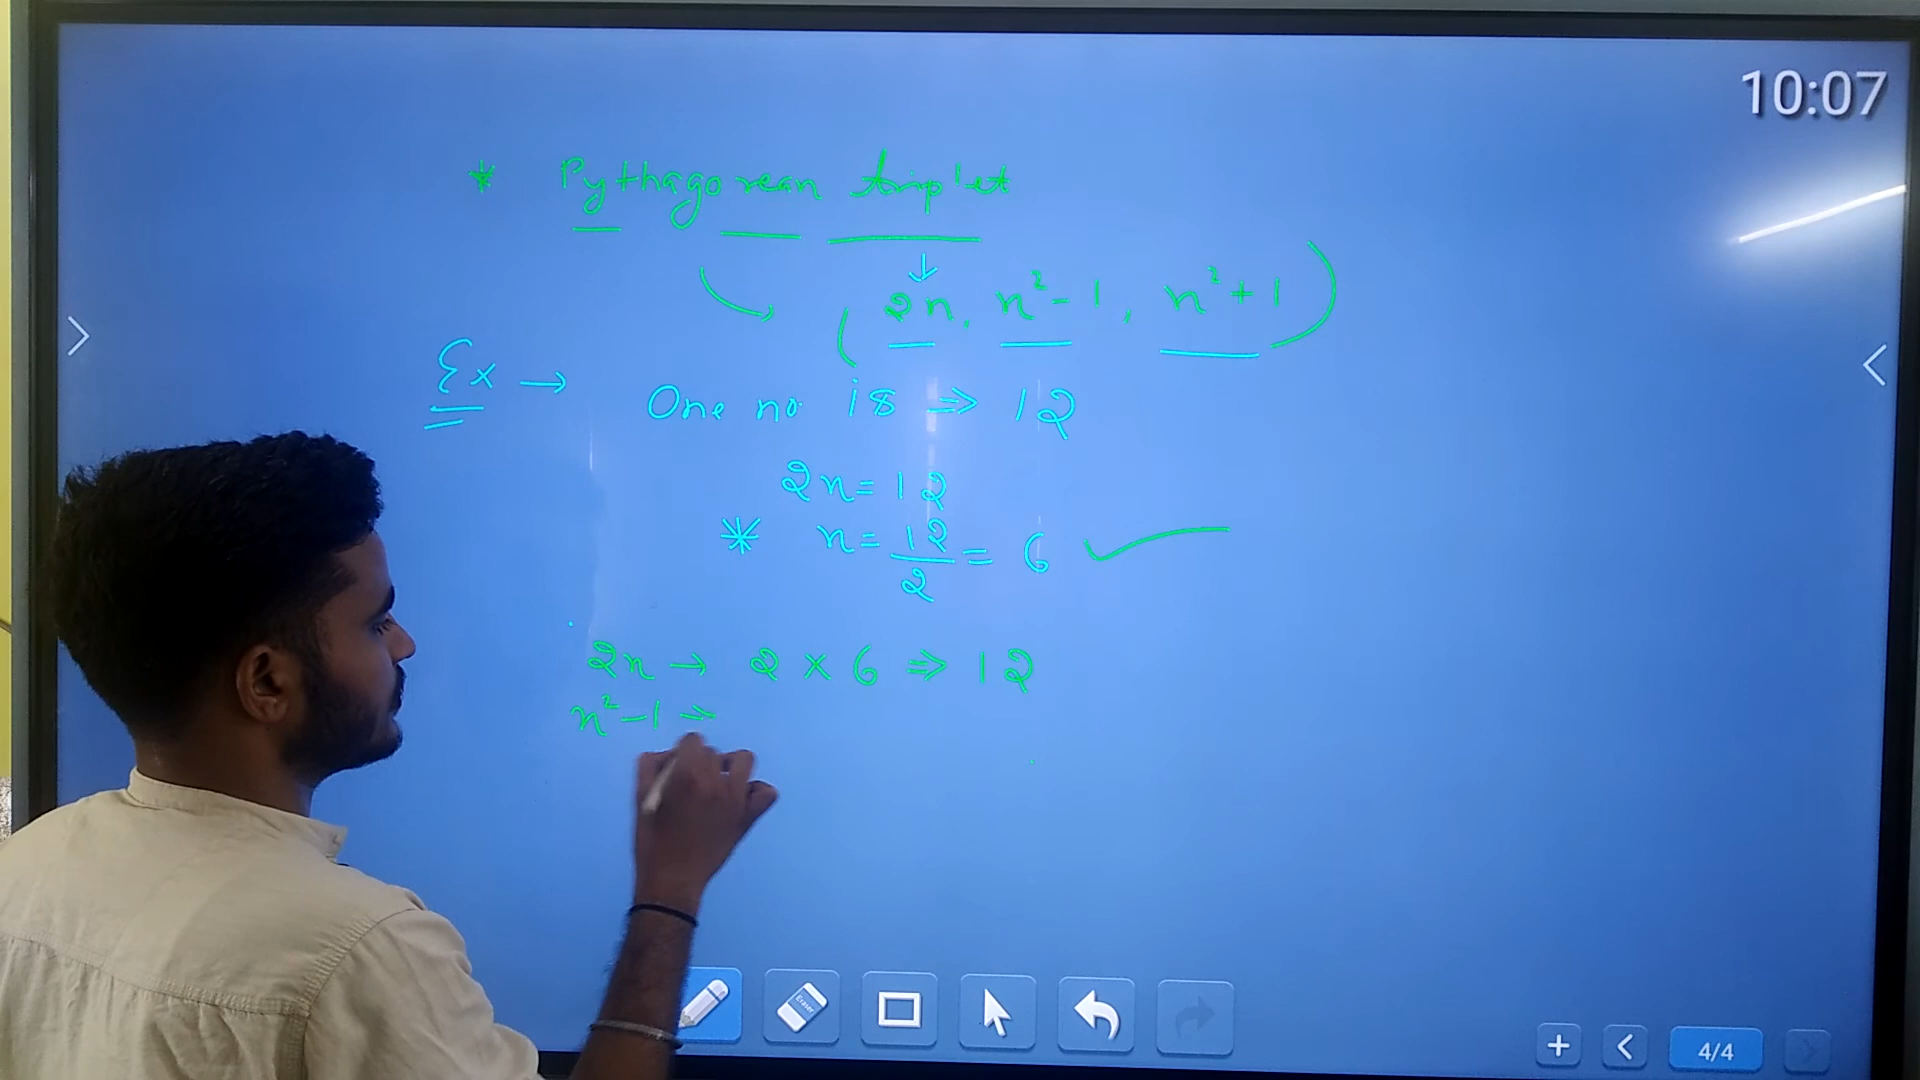 10:07
* Pythagorean triplet
(2n, n²-1, n²+1)
Ex → One no is ⇒ 12
2n = 12
* n = 12/2 = 6 ✓
2n → 2 × 6 ⇒ 12
n²-1 →
Eraser
4/4